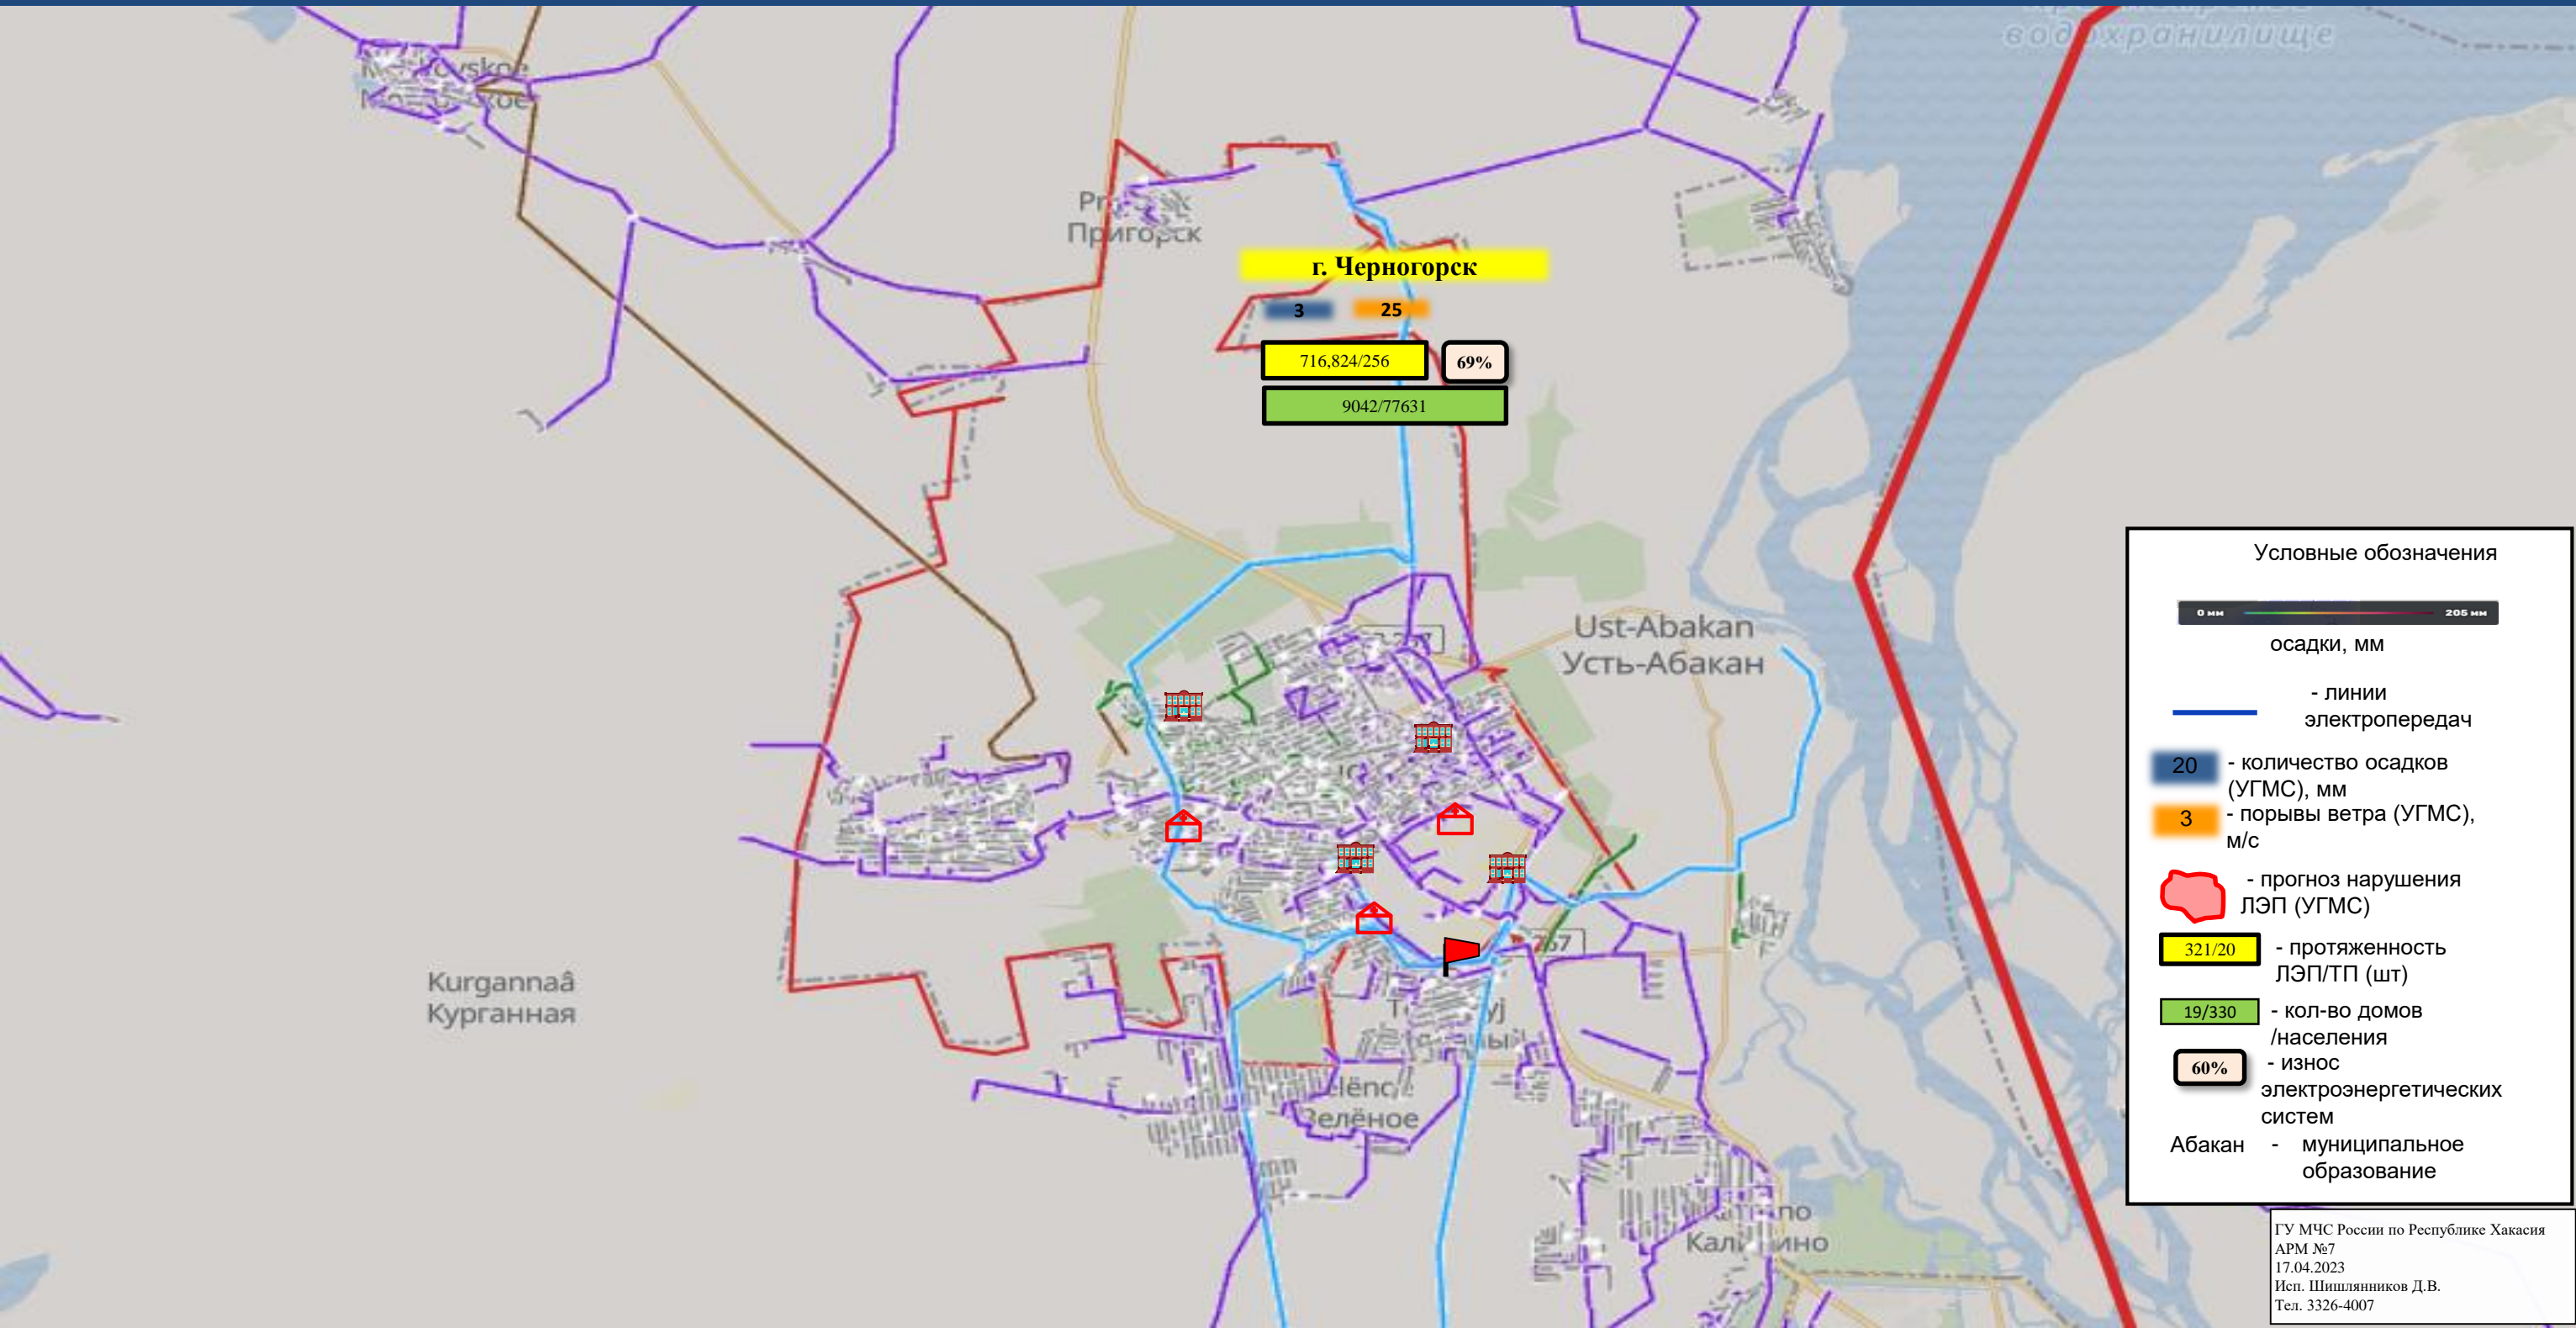 водохранилище
Пригорск
г. Черногорск
3 25
716,824/256 69%
9042/77631
Ust-Abakan
Усть-Абакан
Kurgannaâ
Курганная
Зелёное
Условные обозначения
0 мм 205 мм
осадки, мм
- линии
электропередач
20 - количество осадков
(УГМС), мм
3 - порывы ветра (УГМС),
м/с
- прогноз нарушения
ЛЭП (УГМС)
321/20 - протяженность
ЛЭП/ТП (шт)
19/330 - кол-во домов
/населения
60% - износ
электроэнергетических
систем
Абакан - муниципальное
образование
ГУ МЧС России по Республике Хакасия
АРМ №7
17.04.2023
Исп. Шишлянников Д.В.
Тел. 3326-4007